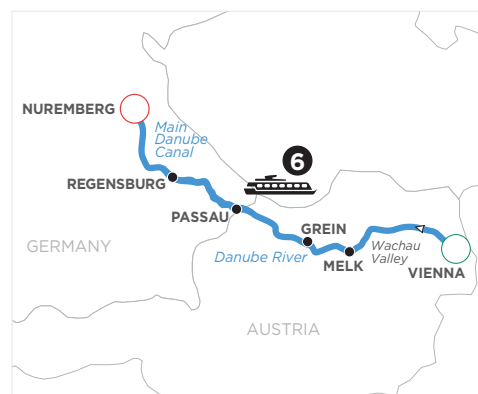 NUREMBERG
Main
Danube
Canal
6
REGENSBURG
PASSAU
GREIN
GERMANY
Danube River
MELK
Wachau
Valley
VIENNA
AUSTRIA